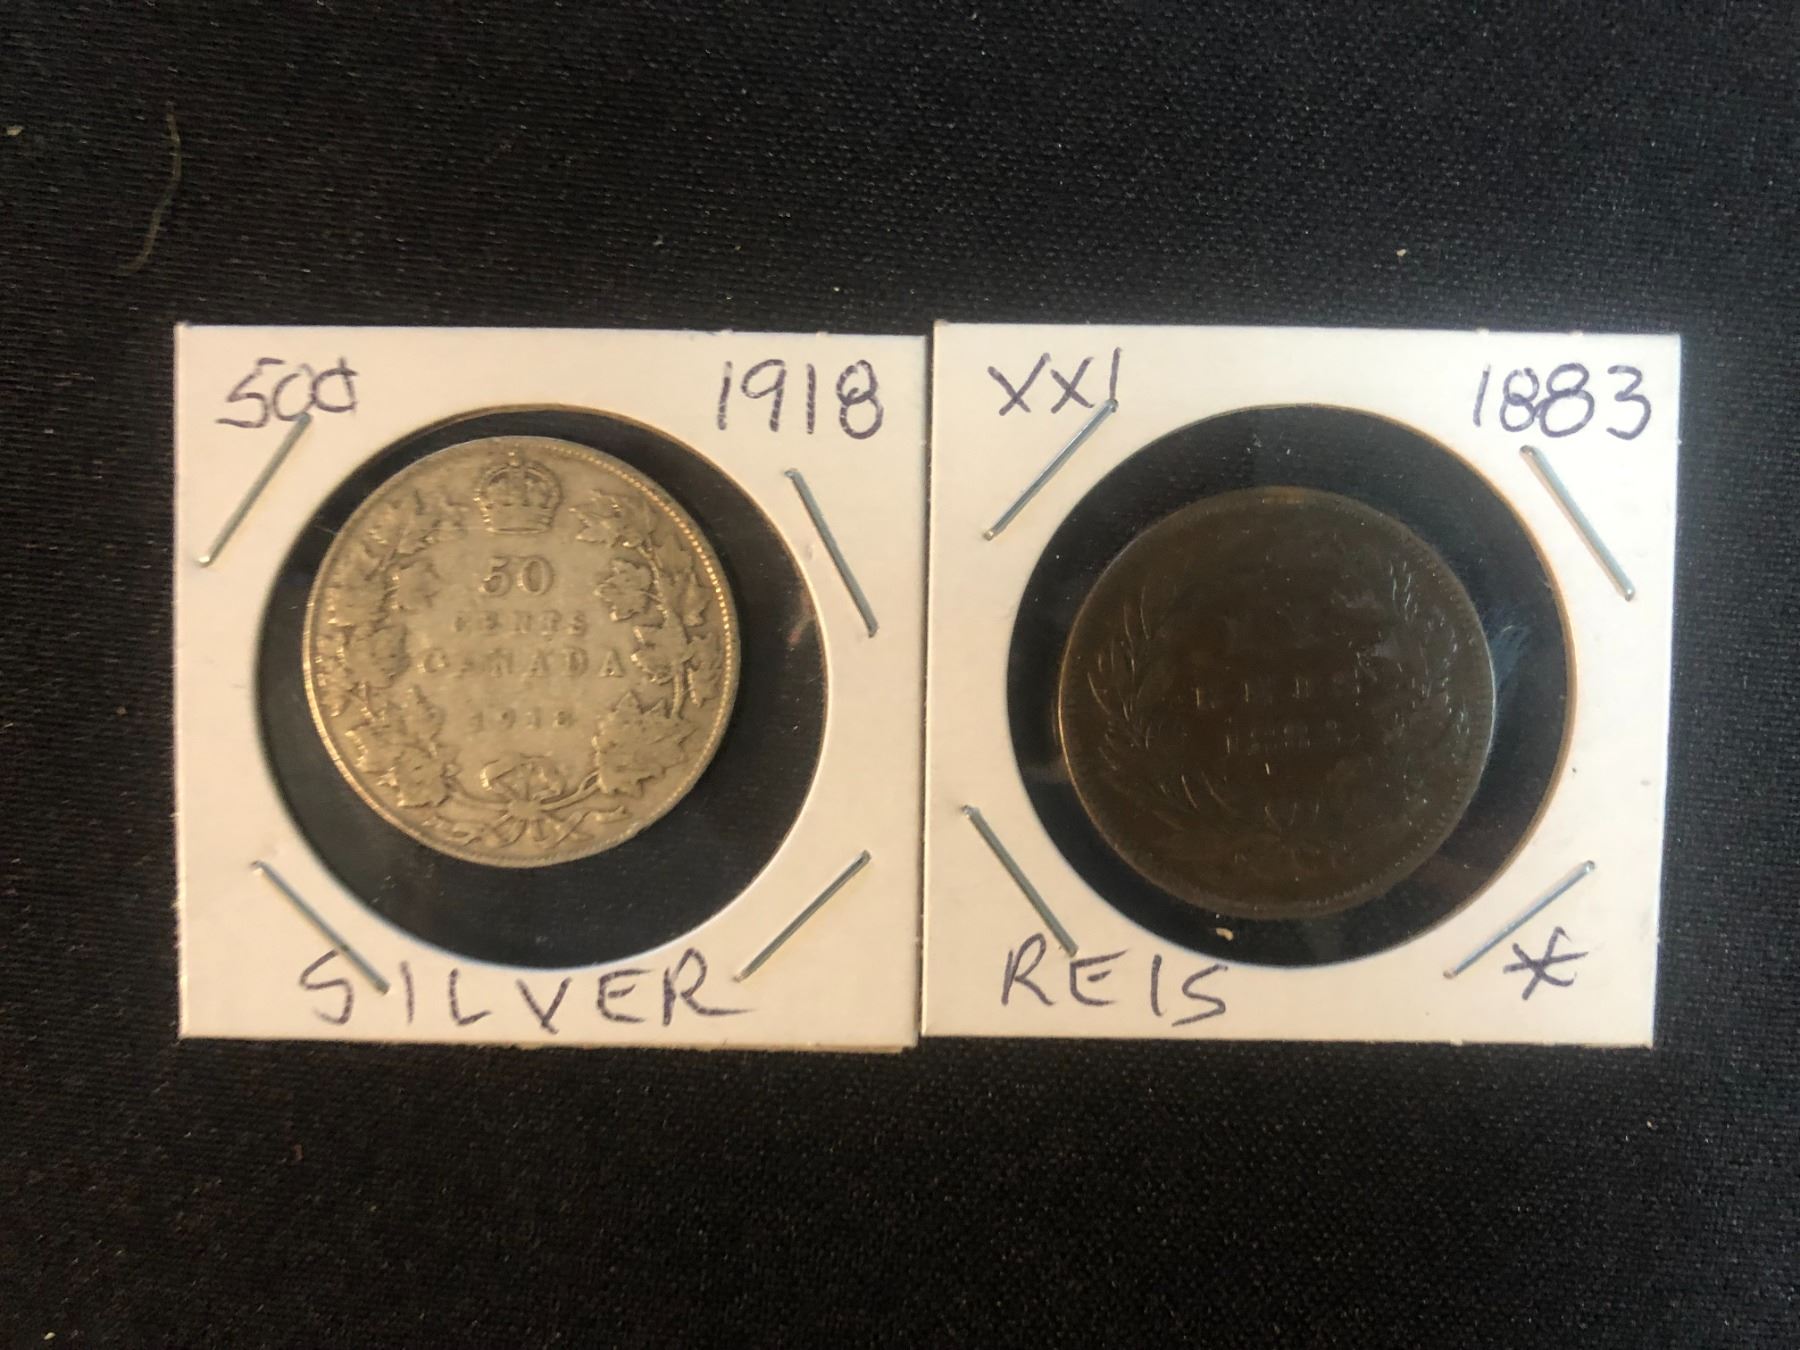 50¢ 1918
50
CENTS
CANADA
1918
SILVER
XXI 1883
REIS *